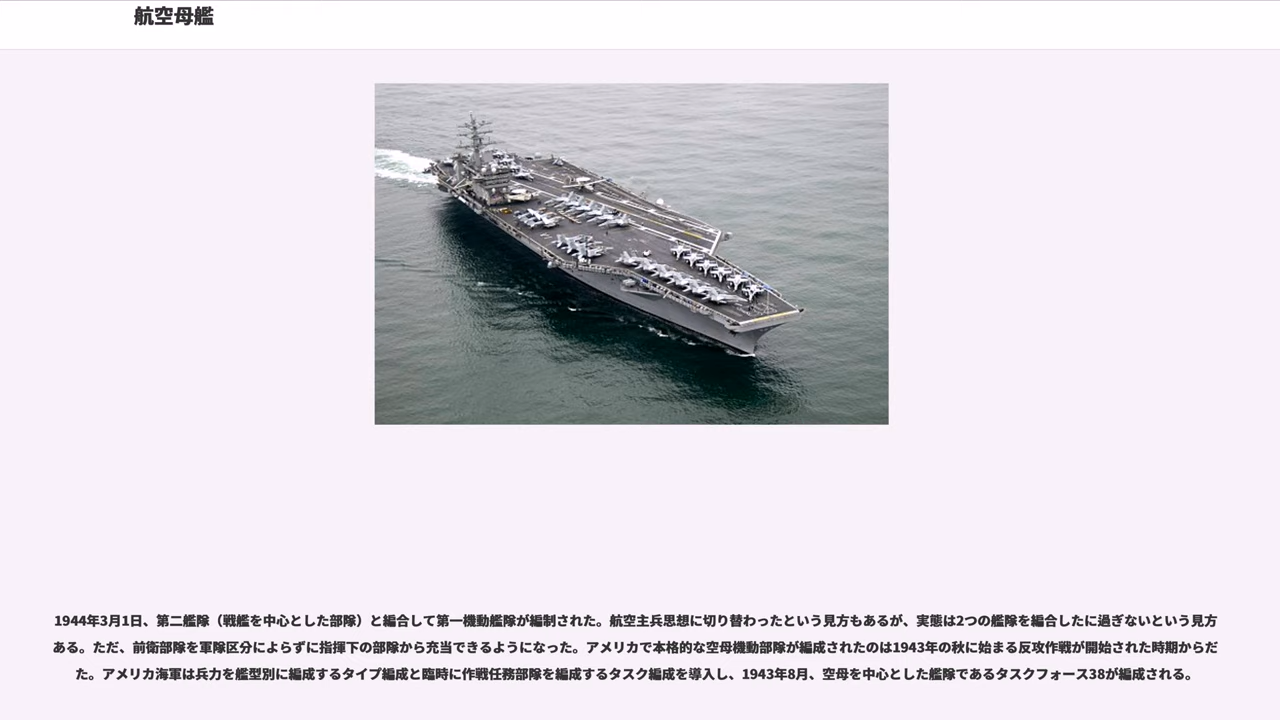 航空母艦
1944年3月1日、第二艦隊（戦艦を中心とした部隊）と編合して第一機動艦隊が編制された。航空主兵思想に切り替わったという見方もあるが、実態は2つの艦隊を編合したに過ぎないという見方
ある。ただ、前衛部隊を軍隊区分によらずに指揮下の部隊から充当できるようになった。アメリカで本格的な空母機動部隊が編成されたのは1943年の秋に始まる反攻作戦が開始された時期からだ
た。アメリカ海軍は兵力を艦型別に編成するタイプ編成と臨時に作戦任務部隊を編成するタスク編成を導入し、1943年8月、空母を中心とした艦隊であるタスクフォース38が編成される。